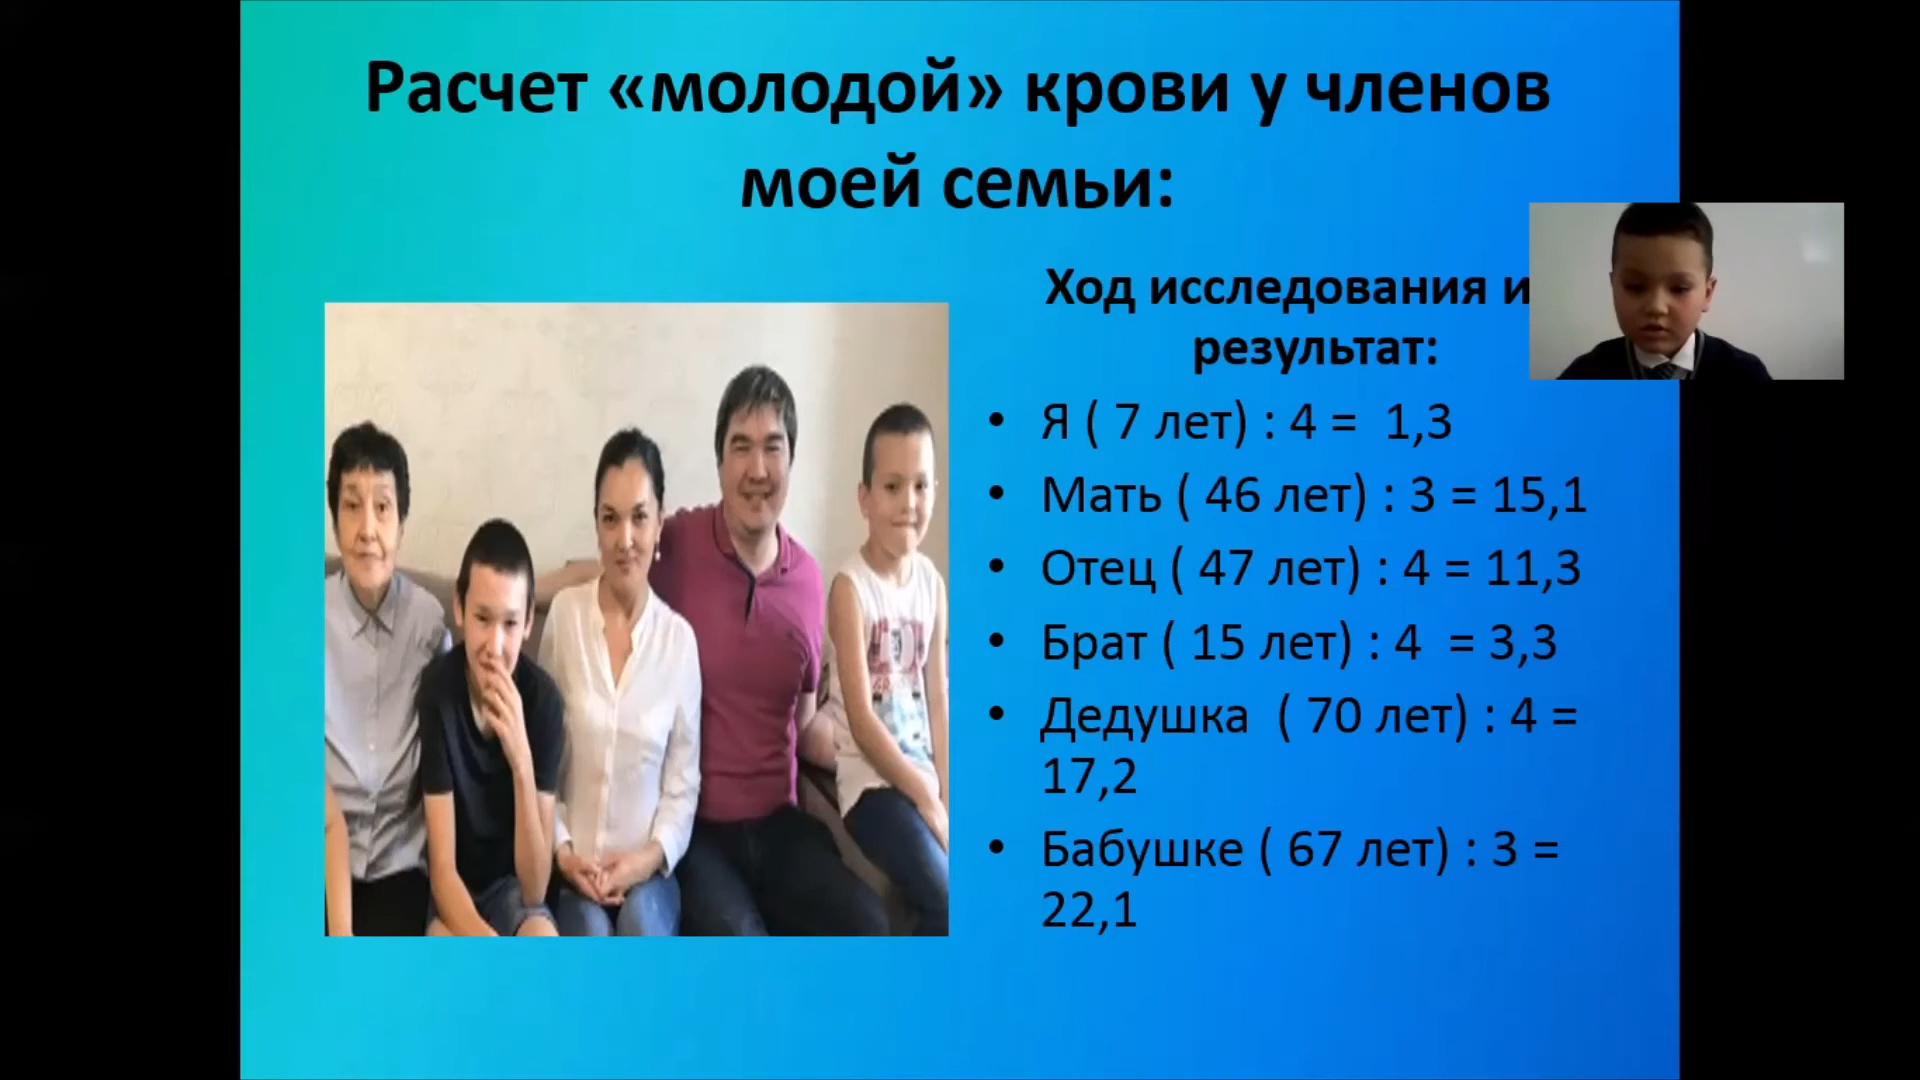 Расчет «молодой» крови у членов
моей семьи:
Ход исследования и
результат:
• Я ( 7 лет) : 4 = 1,3
• Мать ( 46 лет) : 3 = 15,1
• Отец ( 47 лет) : 4 = 11,3
• Брат ( 15 лет) : 4 = 3,3
• Дедушка ( 70 лет) : 4 =
17,2
• Бабушке ( 67 лет) : 3 =
22,1